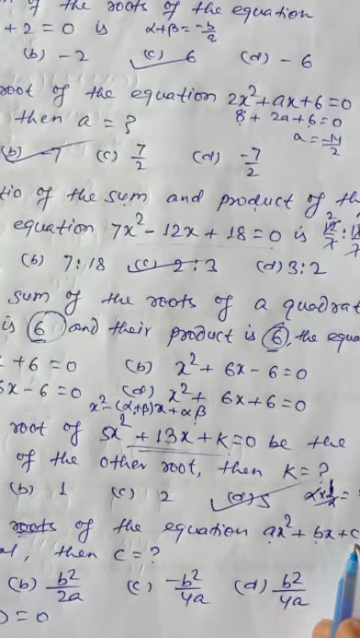 of the roots of the equation
+ 2 = 0 is α+β = -b/a
(b) - 2 (c) 6 (d) - 6
root of the equation 2x²+ax+6=0
then a = ? 8 + 2a+6=0
a = -14/2
(b) -7 (c) 7/2 (d) -7/2
tio of the sum and product of th
equation 7x² - 12x + 18 = 0 is 12/7 : 18/7
(b) 7:18 (c) 2:3 (d) 3:2
sum of the roots of a quadrat
is 6 and their product is 6, the equa
+6 = 0 (b) x² + 6x - 6 = 0
6x - 6 = 0 (d) x² + 6x+6 = 0
x² - (α+β)x + αβ
root of 5x² + 13x + K = 0 be the
of the other root, then K = ?
(b) 1 (c) 2 (d) 5
roots of the equation ax² + bx + c
al, then c = ?
(b) b²/2a (c) -b²/4a (d) b²/4a
= 0